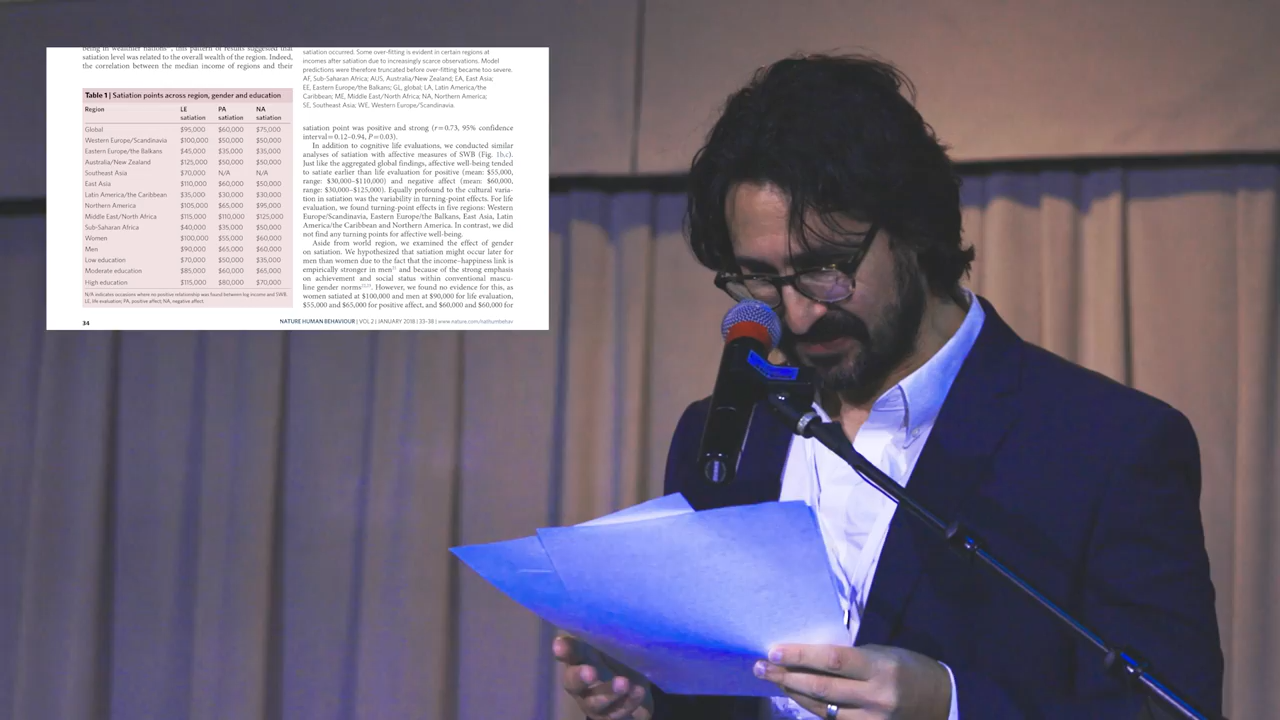 being in wealthier nations, this pattern of results suggested that
satiation level was related to the overall wealth of the region. Indeed,
the correlation between the median income of regions and their
Table 1 | Satiation points across region, gender and education
Region LE satiation PA satiation NA satiation
Global $95,000 $60,000 $75,000
Western Europe/Scandinavia $100,000 $50,000 $50,000
Eastern Europe/the Balkans $45,000 $35,000 $35,000
Australia/New Zealand $125,000 $50,000 $50,000
Southeast Asia $70,000 N/A N/A
East Asia $110,000 $60,000 $50,000
Latin America/the Caribbean $35,000 $30,000 $30,000
Northern America $105,000 $65,000 $95,000
Middle East/North Africa $115,000 $110,000 $125,000
Sub-Saharan Africa $40,000 $35,000 $50,000
Women $100,000 $55,000 $60,000
Men $90,000 $65,000 $60,000
Low education $70,000 $50,000 $35,000
Moderate education $85,000 $60,000 $65,000
High education $115,000 $80,000 $70,000
N/A indicates occasions where no positive relationship was found between log income and SWB.
LE, life evaluation; PA, positive affect; NA, negative affect.
satiation occurred. Some over-fitting is evident in certain regions at
incomes after satiation due to increasingly scarce observations. Model
predictions were therefore truncated before over-fitting became too severe.
AF, Sub-Saharan Africa; AUS, Australia/New Zealand; EA, East Asia;
EE, Eastern Europe/the Balkans; GL, global; LA, Latin America/the
Caribbean; ME, Middle East/North Africa; NA, Northern America;
SE, Southeast Asia; WE, Western Europe/Scandinavia.
satiation point was positive and strong (r = 0.73, 95% confidence
interval = 0.12–0.94, P = 0.03).
In addition to cognitive life evaluations, we conducted similar
analyses of satiation with affective measures of SWB (Fig. 1b,c).
Just like the aggregated global findings, affective well-being tended
to satiate earlier than life evaluation for positive (mean: $55,000,
range: $30,000–$110,000) and negative affect (mean: $60,000,
range: $30,000–$125,000). Equally profound to the cultural varia-
tion in satiation was the variability in turning-point effects. For life
evaluation, we found turning-point effects in five regions: Western
Europe/Scandinavia, Eastern Europe/the Balkans, East Asia, Latin
America/the Caribbean and Northern America. In contrast, we did
not find any turning points for affective well-being.
Aside from world region, we examined the effect of gender
on satiation. We hypothesized that satiation might occur later for
men than women due to the fact that the income–happiness link is
empirically stronger in men and because of the strong emphasis
on achievement and social status within conventional mascu-
line gender norms. However, we found no evidence for this, as
women satiated at $100,000 and men at $90,000 for life evaluation,
$55,000 and $65,000 for positive affect, and $60,000 and $60,000 for
34
NATURE HUMAN BEHAVIOUR | VOL 2 | JANUARY 2018 | 33–38 | www.nature.com/nathumbehav